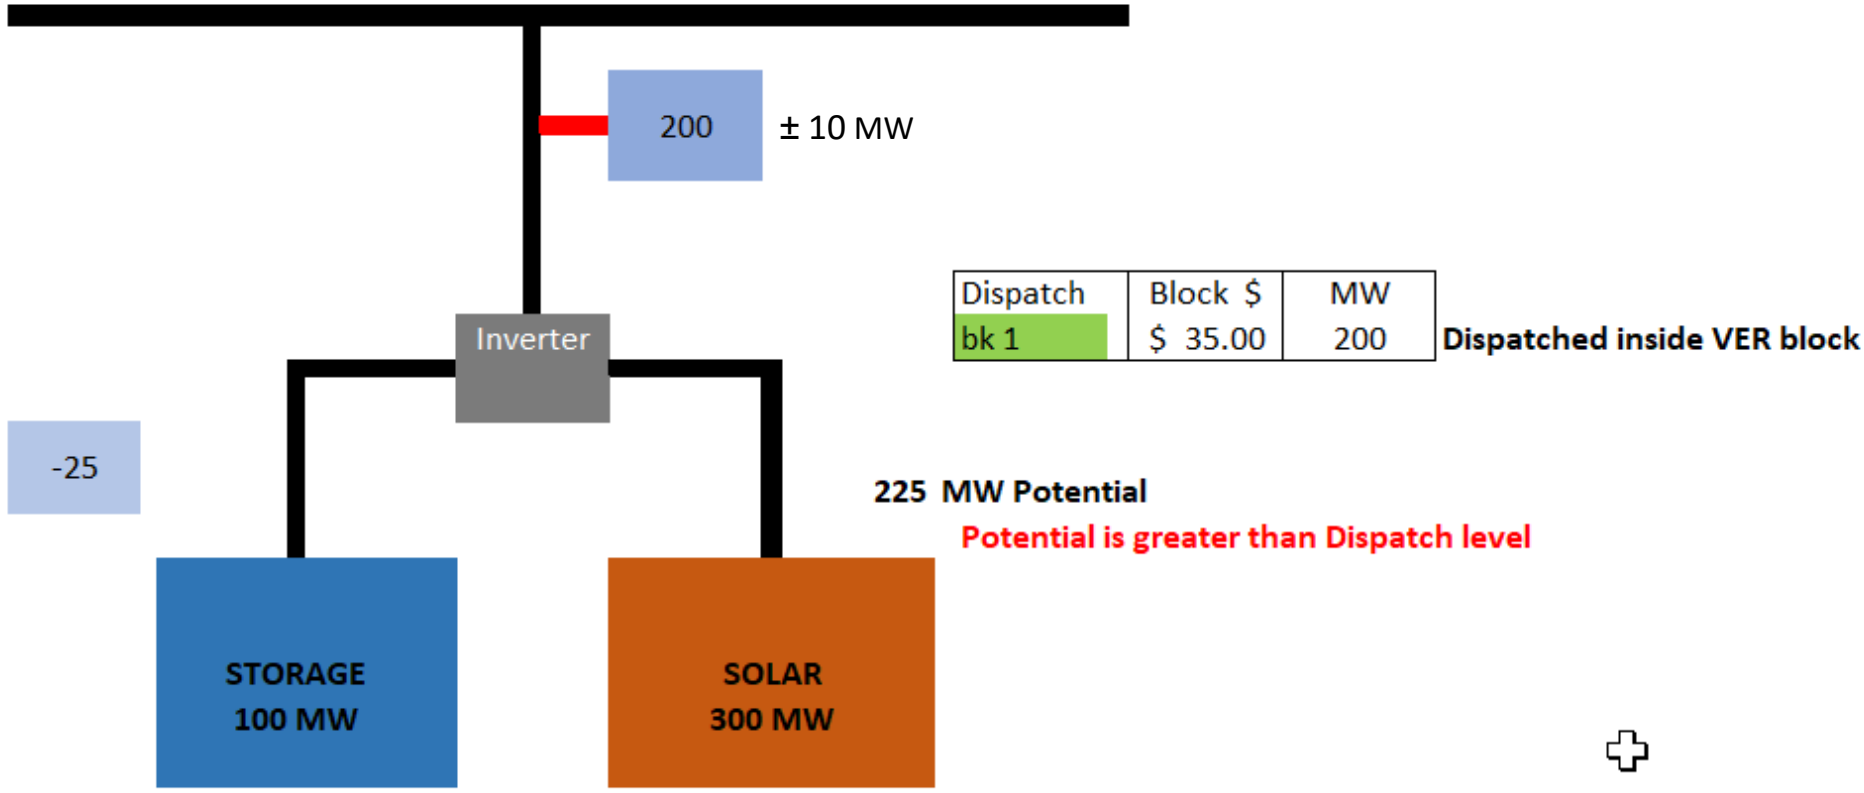 200
± 10 MW
Inverter
Dispatch Block $ MW
bk 1 $ 35.00 200 Dispatched inside VER block
-25
225 MW Potential
Potential is greater than Dispatch level
STORAGE
100 MW
SOLAR
300 MW